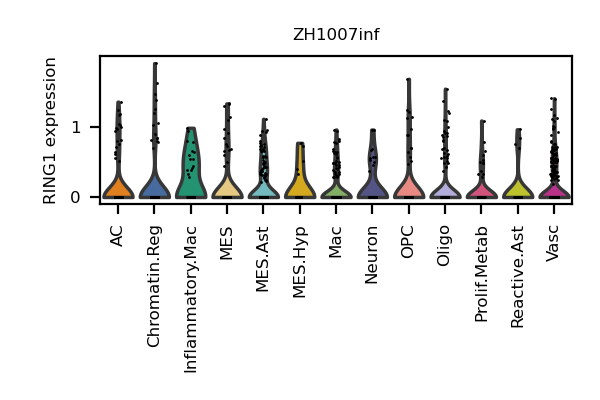 ZH1007inf
RING1 expression
1
0
AC
Chromatin.Reg
Inflammatory.Mac
MES
MES.Ast
MES.Hyp
Mac
Neuron
OPC
Oligo
Prolif.Metab
Reactive.Ast
Vasc